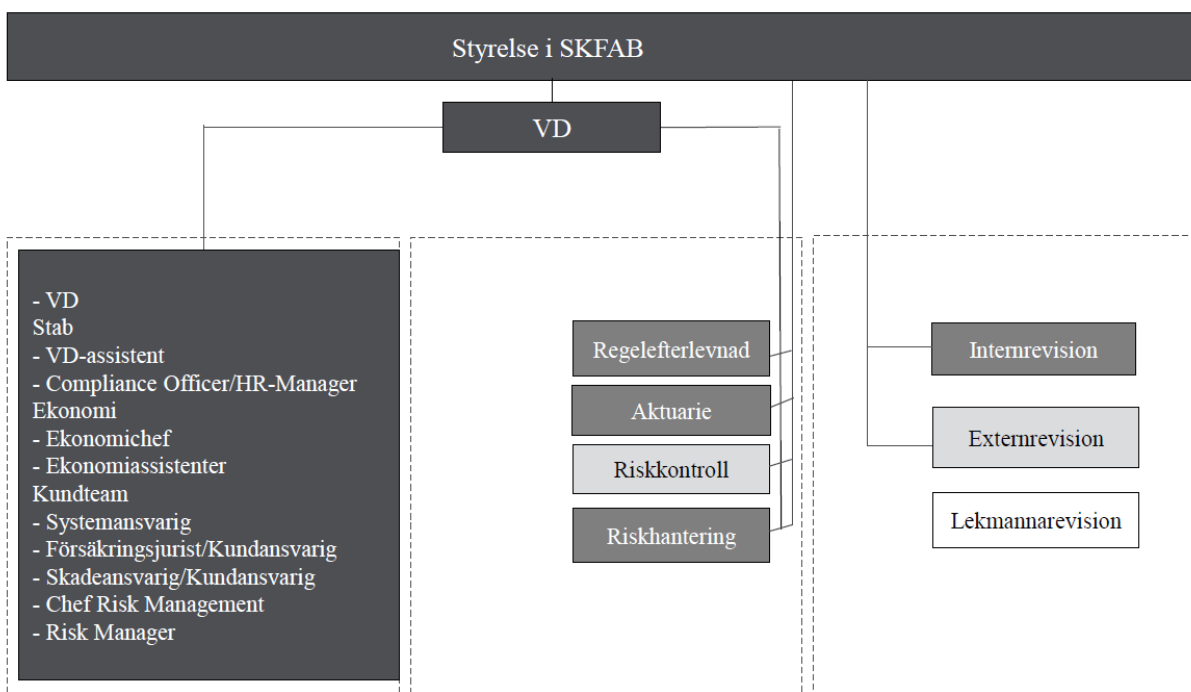 Styrelse i SKFAB
VD
- VD
Stab
- VD-assistent
- Compliance Officer/HR-Manager
Ekonomi
- Ekonomichef
- Ekonomiassistenter
Kundteam
- Systemansvarig
- Försäkringsjurist/Kundansvarig
- Skadeansvarig/Kundansvarig
- Chef Risk Management
- Risk Manager
Regelefterlevnad
Aktuarie
Riskkontroll
Riskhantering
Internrevision
Externrevision
Lekmannarevision